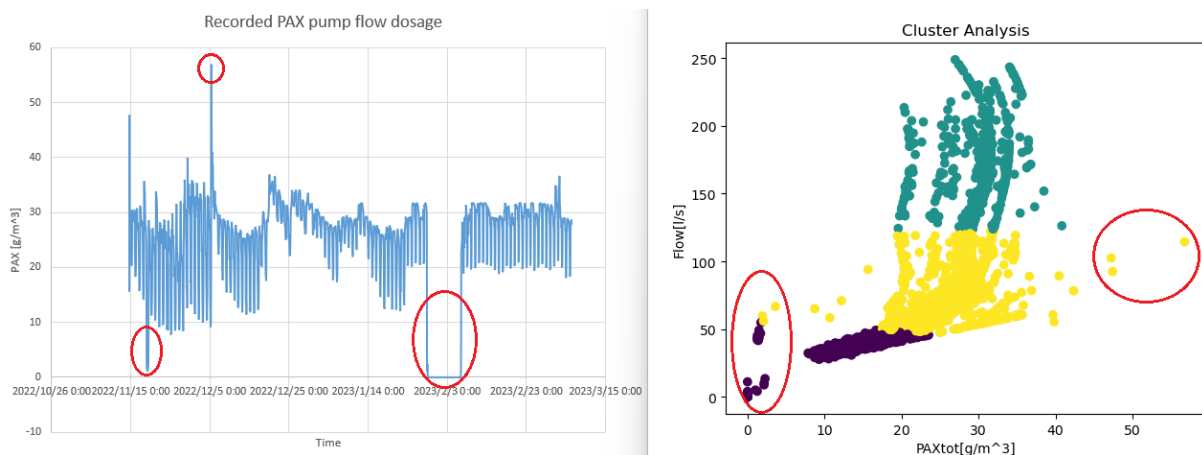 Recorded PAX pump flow dosage
60
50
40
30
20
10
0
-10
PAX [g/m^3]
2022/10/26 0:00 2022/11/15 0:00 2022/12/5 0:00 2022/12/25 0:00 2023/1/14 0:00 2023/2/3 0:00 2023/2/23 0:00 2023/3/15 0:00
Time
Cluster Analysis
250
200
150
100
50
0
Flow[l/s]
0 10 20 30 40 50
PAXtot[g/m^3]